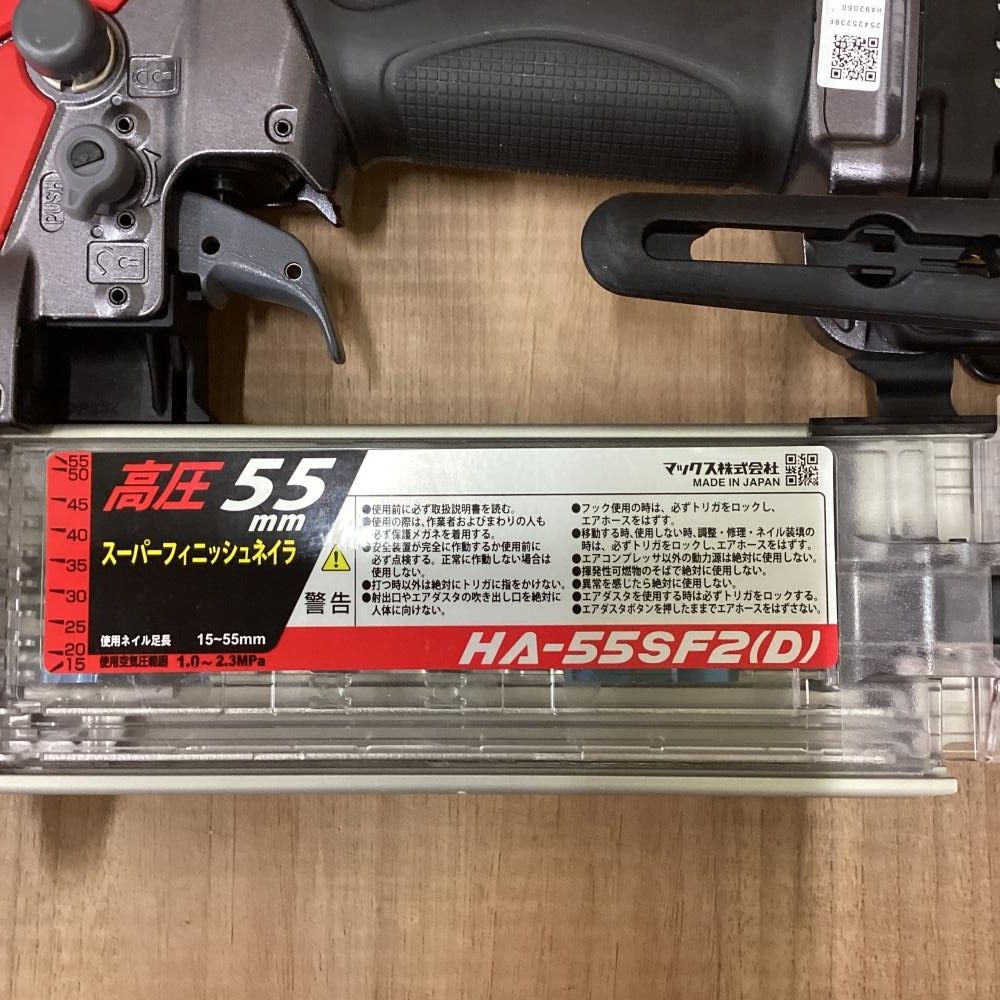 HA92060
25425239F
PUSH
55
50
45
40
35
30
25
20
15
高圧 55mm
スーパーフィニッシュネイラ
使用ネイル足長 15~55mm
使用空気圧範囲 1.0~2.3MPa
警告
●使用前に必ず取扱説明書を読む。
●使用の際は、作業者およびまわりの人も
必ず保護メガネを着用する。
●安全装置が完全に作動するか使用前に
必ず点検する。正常に作動しない場合は
使用しない。
●打つ時以外は絶対にトリガに指をかけない。
●射出口やエアダスタの吹き出し口を絶対に
人体に向けない。
マックス株式会社
MADE IN JAPAN
●フック使用の時は、必ずトリガをロックし、
エアホースをはずす。
●移動する時、使用しない時、調整・修理・ネイル装填の
時は、必ずトリガをロックし、エアホースをはずす。
●エアコンプレッサ以外の動力源は絶対に使用しない。
●揮発性可燃物のそばで絶対に使用しない。
●異常を感じたら絶対に使用しない。
●エアダスタを使用する時は必ずトリガをロックする。
●エアダスタボタンを押したままでエアホースをはずさない。
HA-55SF2(D)